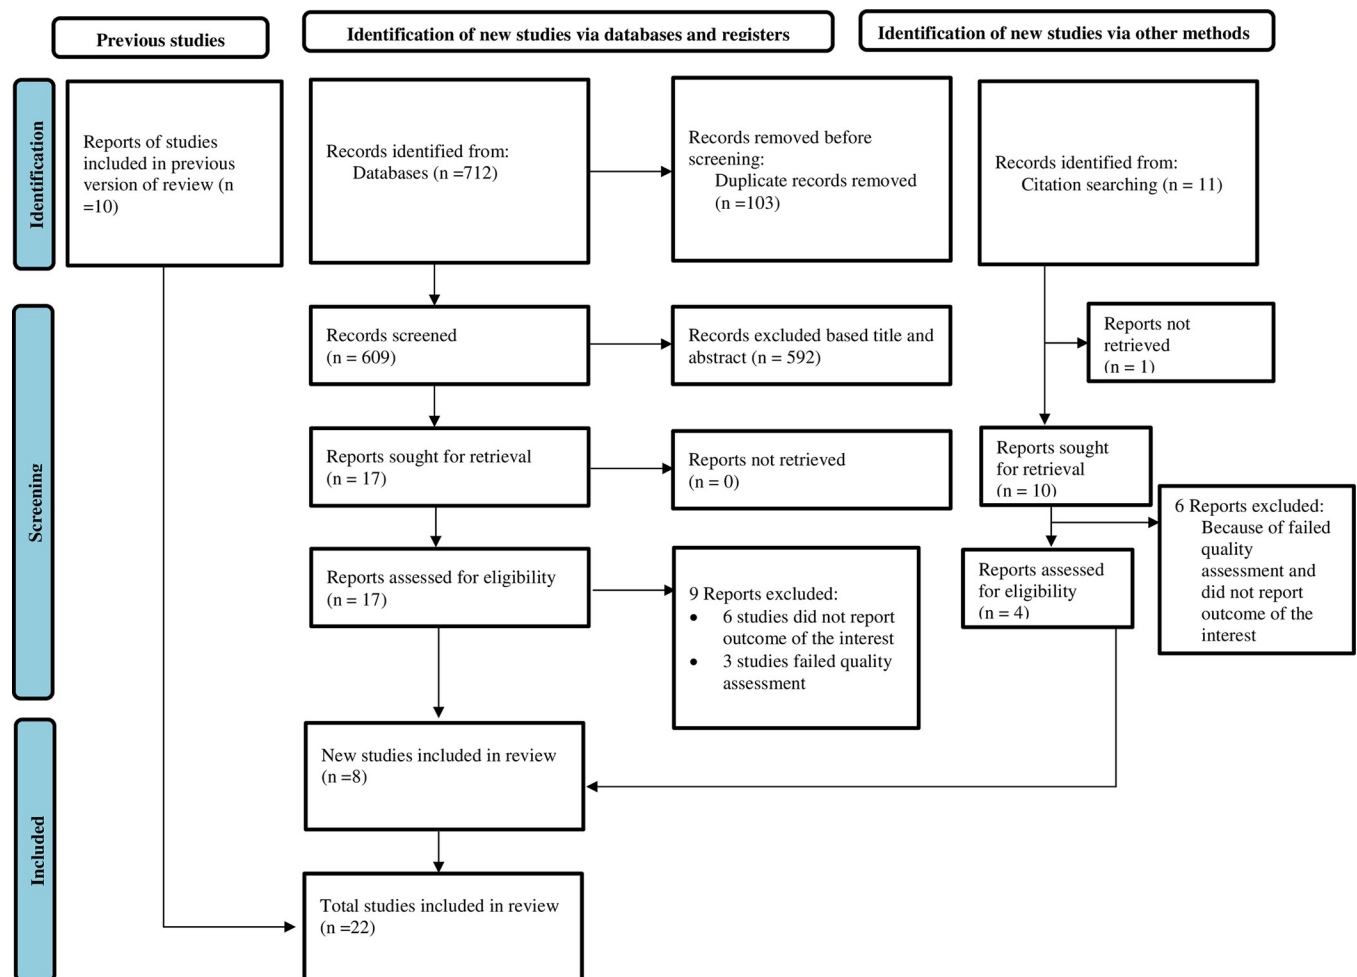 Previous studies
Identification of new studies via databases and registers
Identification of new studies via other methods
Identification
Reports of studies
included in previous
version of review (n
=10)
Records identified from:
Databases (n =712)
Records removed before
screening:
Duplicate records removed
(n =103)
Records identified from:
Citation searching (n = 11)
Screening
Records screened
(n = 609)
Records excluded based title and
abstract (n = 592)
Reports not
retrieved
(n = 1)
Reports sought for retrieval
(n = 17)
Reports not retrieved
(n = 0)
Reports sought
for retrieval
(n = 10)
6 Reports excluded:
Because of failed
quality
assessment and
did not report
outcome of the
interest
Reports assessed for eligibility
(n = 17)
9 Reports excluded:
• 6 studies did not report
outcome of the interest
• 3 studies failed quality
assessment
Reports assessed
for eligibility
(n = 4)
Included
New studies included in review
(n =8)
Total studies included in review
(n =22)